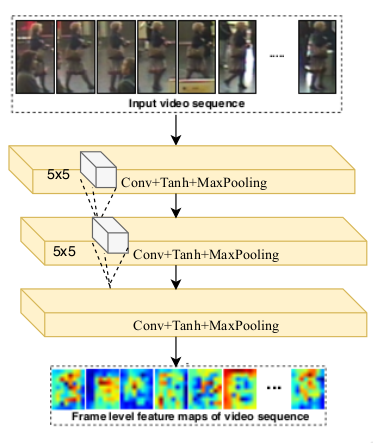 ......
Input video sequence
5x5
Conv+Tanh+MaxPooling
5x5
Conv+Tanh+MaxPooling
Conv+Tanh+MaxPooling
...
Frame level feature maps of video sequence